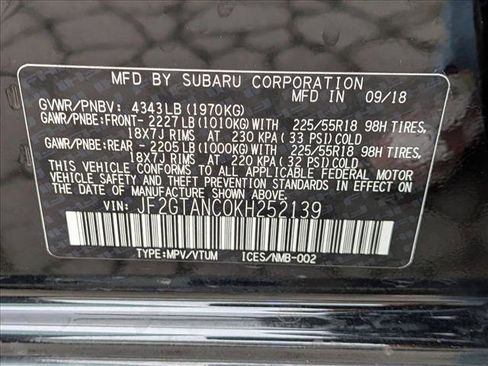 MFD BY SUBARU CORPORATION
GVWR/PNBV: 4343LB(1970KG) IN 09/18
GAWR/PNBE:FRONT- 2227LB(1010KG)WITH 225/55R18 98H TIRES,
18X7J RIMS AT 230 KPA(33 PSI)COLD
GAWR/PNBE:REAR - 2205LB(1000KG)WITH 225/55R18 98H TIRES,
18X7J RIMS AT 220 KPA(32 PSI)COLD
THIS VEHICLE CONFORMS TO ALL APPLICABLE FEDERAL MOTOR
VEHICLE SAFETY AND THEFT PREVENTION STANDARDS IN
EFFECT ON THE DATE OF MANUFACTURE SHOWN ABOVE.
VIN: JF2GTANC0KH252139
TYPE:MPV/VTUM ICES/NMB-002